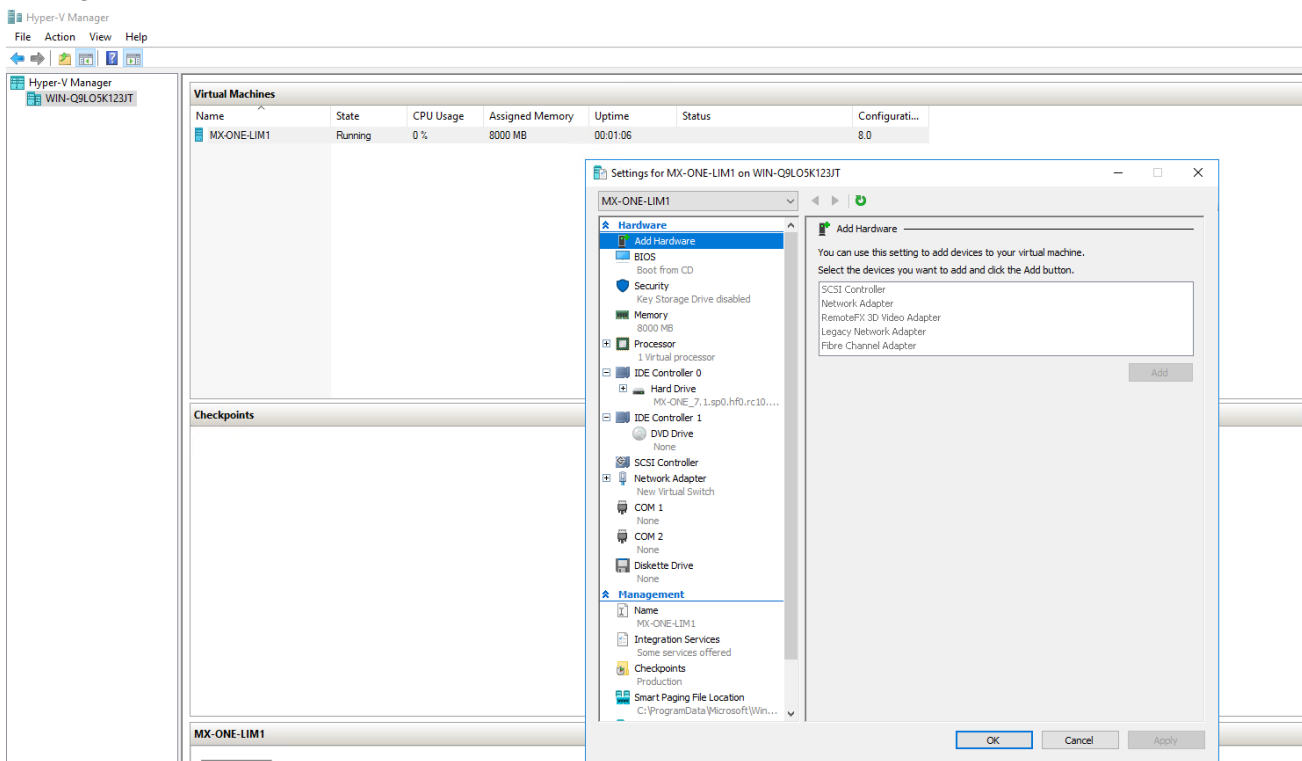 Hyper-V Manager
File Action View Help
Hyper-V Manager
WIN-Q9LO5K123JT
Virtual Machines
Name State CPU Usage Assigned Memory Uptime Status Configurati...
MX-ONE-LIM1 Running 0 % 8000 MB 00:01:06 8.0
Checkpoints
MX-ONE-LIM1
Settings for MX-ONE-LIM1 on WIN-Q9LO5K123JT
MX-ONE-LIM1
Hardware
Add Hardware
BIOS
Boot from CD
Security
Key Storage Drive disabled
Memory
8000 MB
Processor
1 Virtual processor
IDE Controller 0
Hard Drive
MX-ONE_7.1.sp0.hf0.rc10....
IDE Controller 1
DVD Drive
None
SCSI Controller
Network Adapter
New Virtual Switch
COM 1
None
COM 2
None
Diskette Drive
None
Management
Name
MX-ONE-LIM1
Integration Services
Some services offered
Checkpoints
Production
Smart Paging File Location
C:\ProgramData\Microsoft\Win...
Add Hardware
You can use this setting to add devices to your virtual machine.
Select the devices you want to add and click the Add button.
SCSI Controller
Network Adapter
RemoteFX 3D Video Adapter
Legacy Network Adapter
Fibre Channel Adapter
Add
OK Cancel Apply